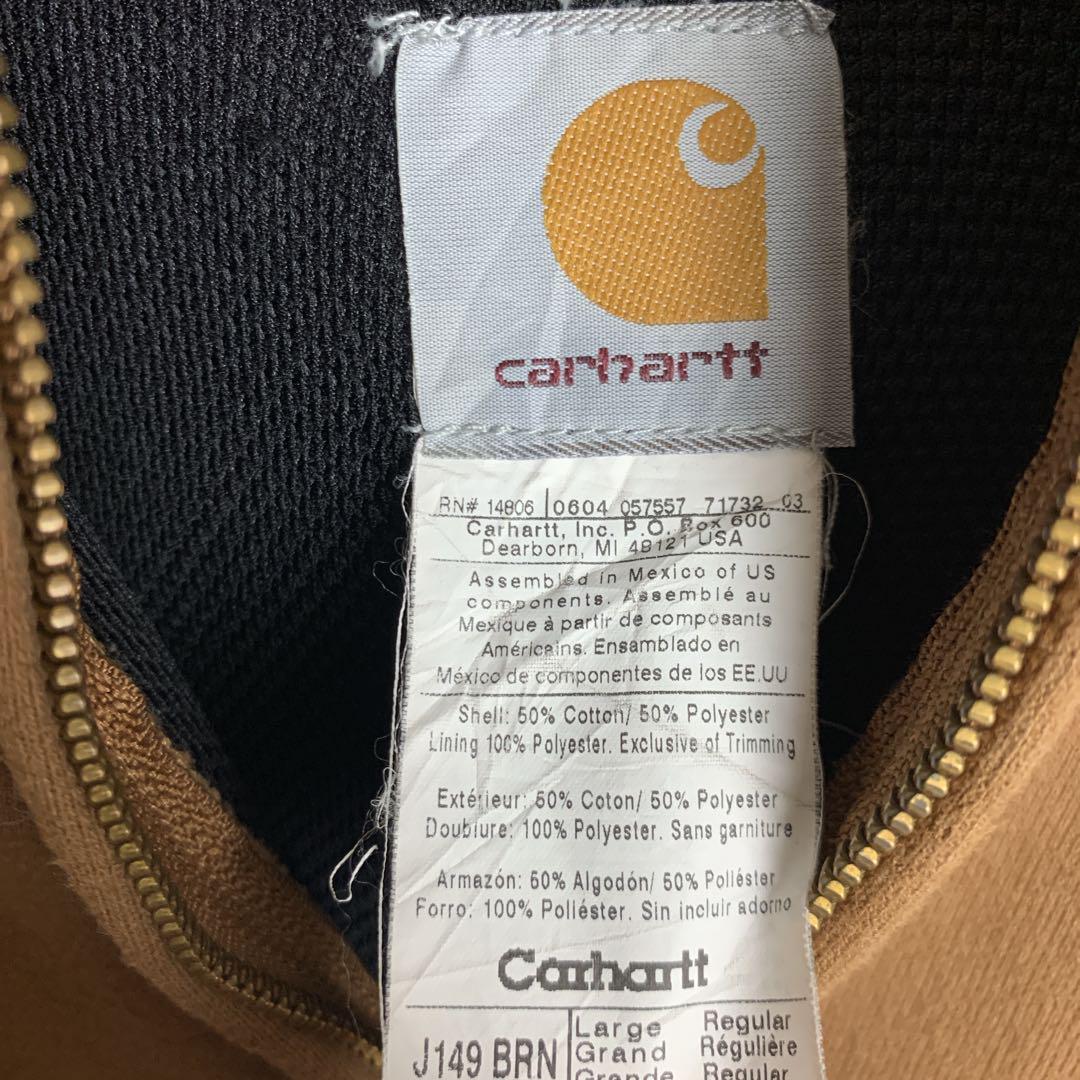 carhartt
RN# 14806 0604 057557 71732 03
Carhartt, Inc. P.O. Box 600
Dearborn, MI 48121 USA
Assembled in Mexico of US
components. Assemblé au
Mexique à partir de composants
Américains. Ensamblado en
México de componentes de los EE.UU
Shell: 50% Cotton/ 50% Polyester
Lining 100% Polyester. Exclusive of Trimming
Extérieur: 50% Coton/ 50% Polyester
Doublure: 100% Polyester. Sans garniture
Armazón: 50% Algodón/ 50% Poliéster
Forro: 100% Poliéster. Sin incluir adorno
Carhartt
J149 BRN
Large Regular
Grand Régulière
Grande Regular